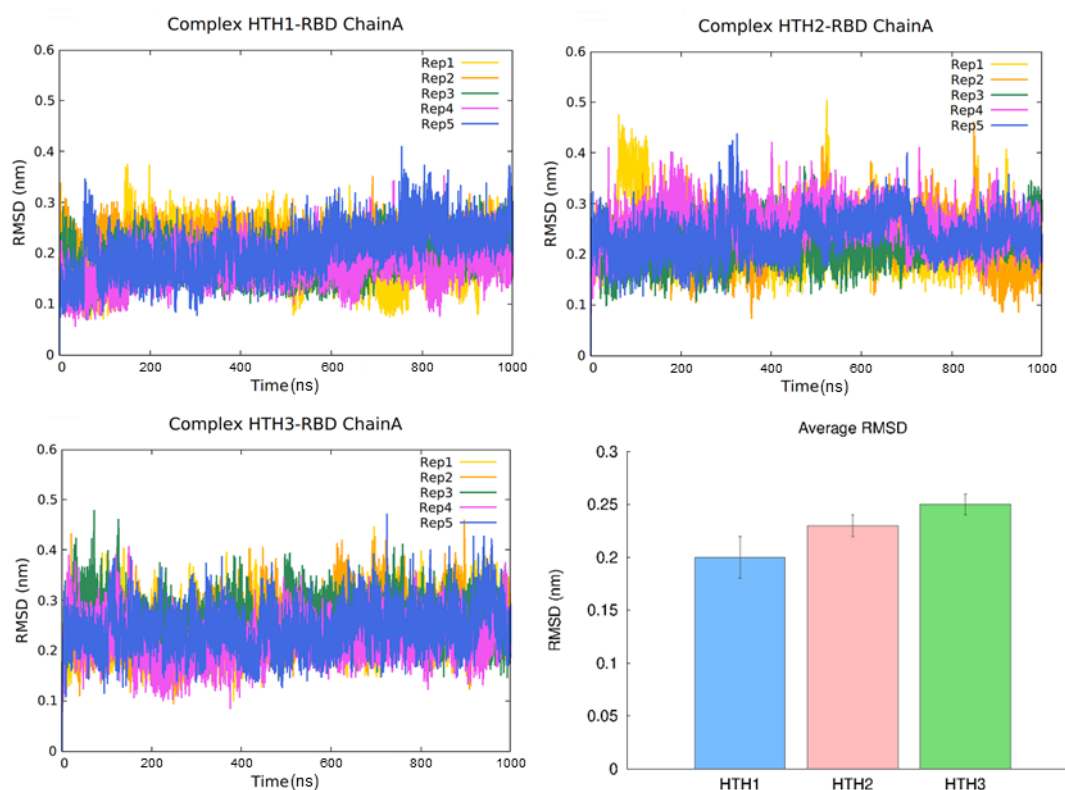 Complex HTH1-RBD ChainA
RMSD (nm)
0.6
0.5
0.4
0.3
0.2
0.1
0
Rep1
Rep2
Rep3
Rep4
Rep5
0 200 400 600 800 1000
Time(ns)
Complex HTH2-RBD ChainA
RMSD (nm)
0.6
0.5
0.4
0.3
0.2
0.1
0
Rep1
Rep2
Rep3
Rep4
Rep5
0 200 400 600 800 1000
Time(ns)
Complex HTH3-RBD ChainA
RMSD (nm)
0.6
0.5
0.4
0.3
0.2
0.1
0
Rep1
Rep2
Rep3
Rep4
Rep5
0 200 400 600 800 1000
Time(ns)
Average RMSD
RMSD (nm)
0.3
0.25
0.2
0.15
0.1
0.05
0
HTH1 HTH2 HTH3